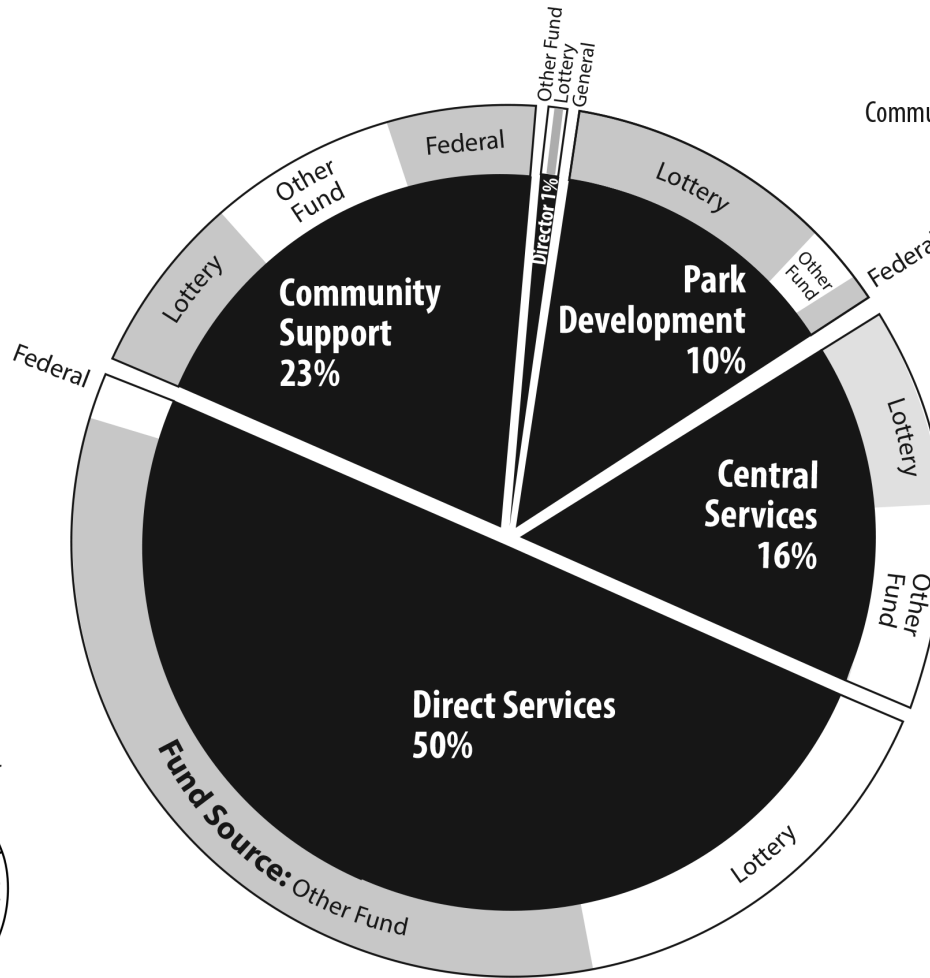 Other Fund
Lottery
General
Commu
Federal
Other
Fund
Lottery
Federal
Director 1%
Lottery
Other
Fund
Federal
Community
Support
23%
Park
Development
10%
Lottery
Central
Services
16%
Other
Fund
Direct Services
50%
Fund Source: Other Fund
Lottery